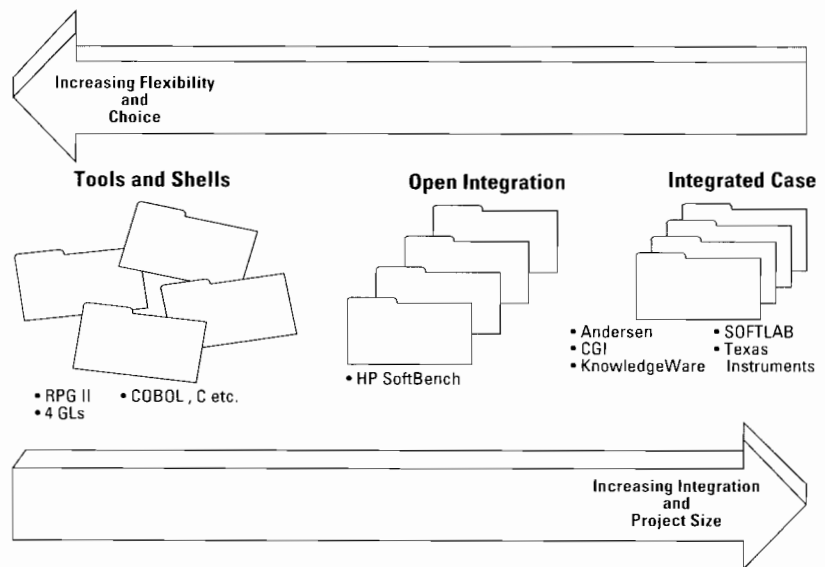 Increasing Flexibility
and
Choice
Tools and Shells
Open Integration
Integrated Case
• RPG II
• 4 GLs
• COBOL , C etc.
• HP SoftBench
• Andersen
• CGI
• KnowledgeWare
• SOFTLAB
• Texas
Instruments
Increasing Integration
and
Project Size